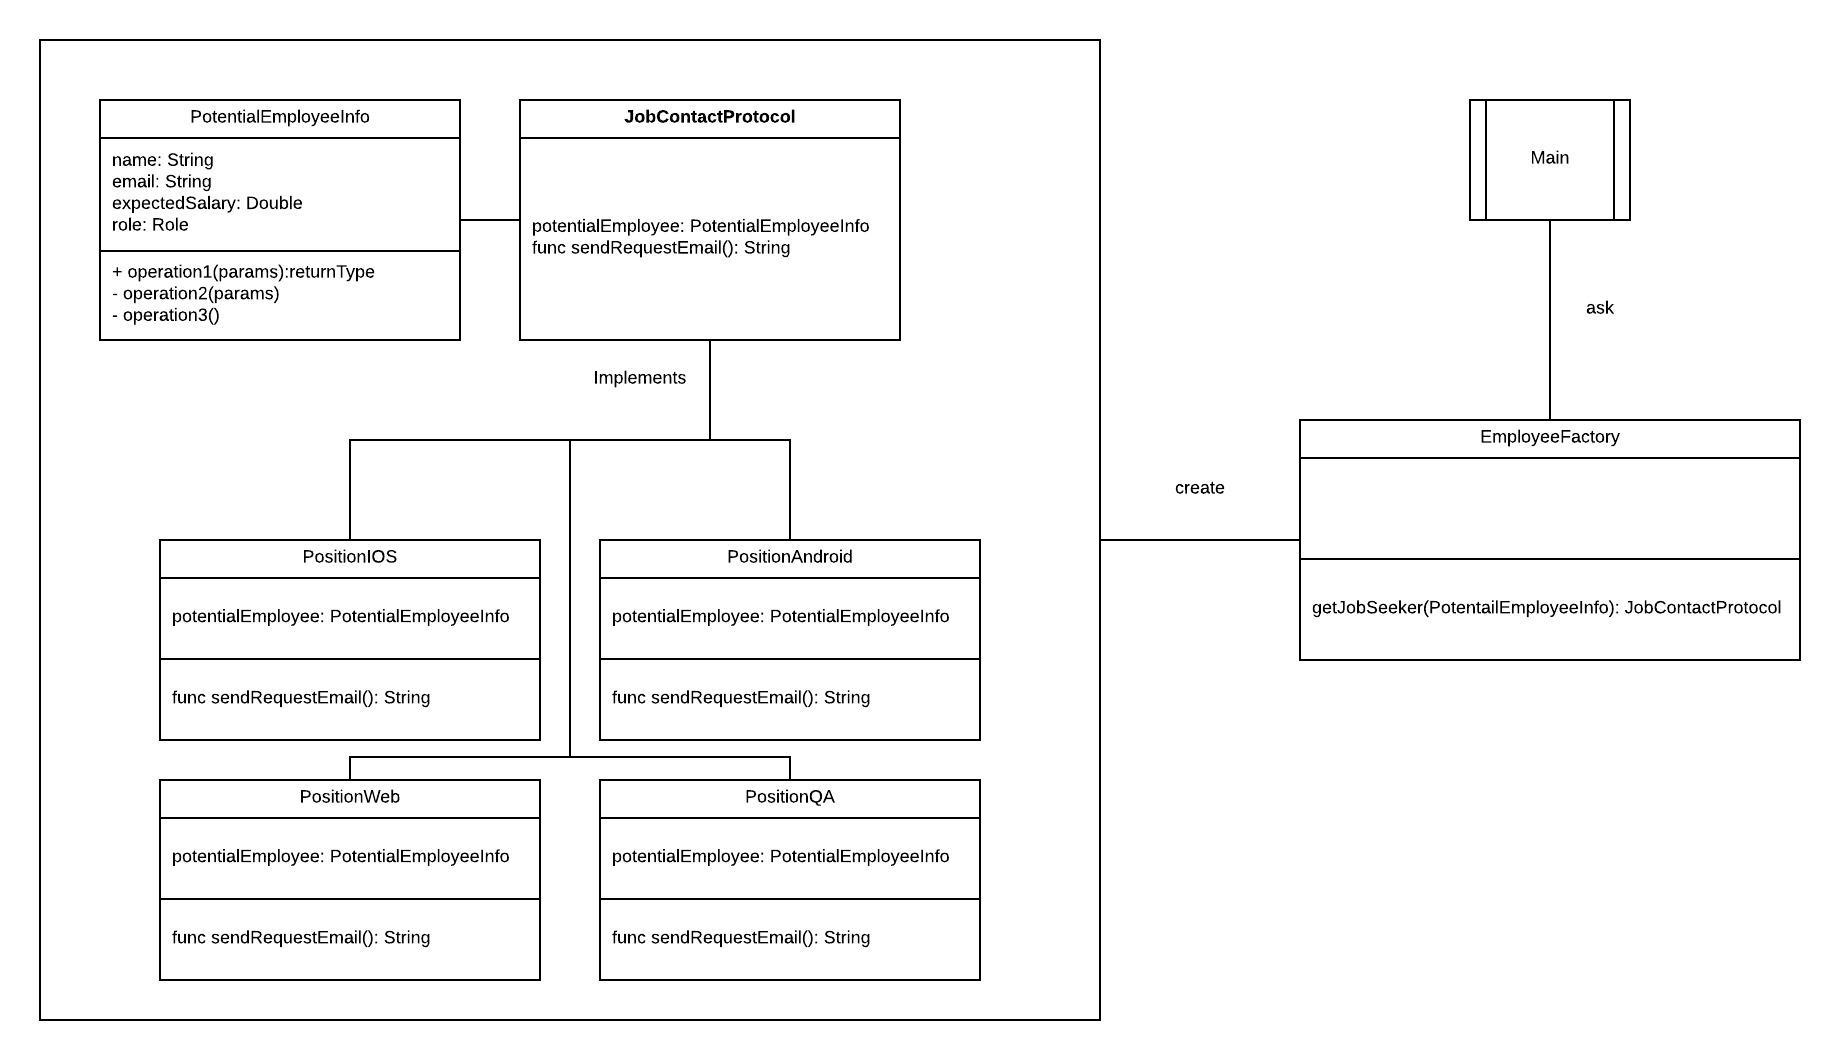 PotentialEmployeeInfo
name: String
email: String
expectedSalary: Double
role: Role
+ operation1(params):returnType
- operation2(params)
- operation3()
JobContactProtocol
potentialEmployee: PotentialEmployeeInfo
func sendRequestEmail(): String
Implements
PositionIOS
potentialEmployee: PotentialEmployeeInfo
func sendRequestEmail(): String
PositionAndroid
potentialEmployee: PotentialEmployeeInfo
func sendRequestEmail(): String
PositionWeb
potentialEmployee: PotentialEmployeeInfo
func sendRequestEmail(): String
PositionQA
potentialEmployee: PotentialEmployeeInfo
func sendRequestEmail(): String
create
Main
ask
EmployeeFactory
getJobSeeker(PotentailEmployeeInfo): JobContactProtocol